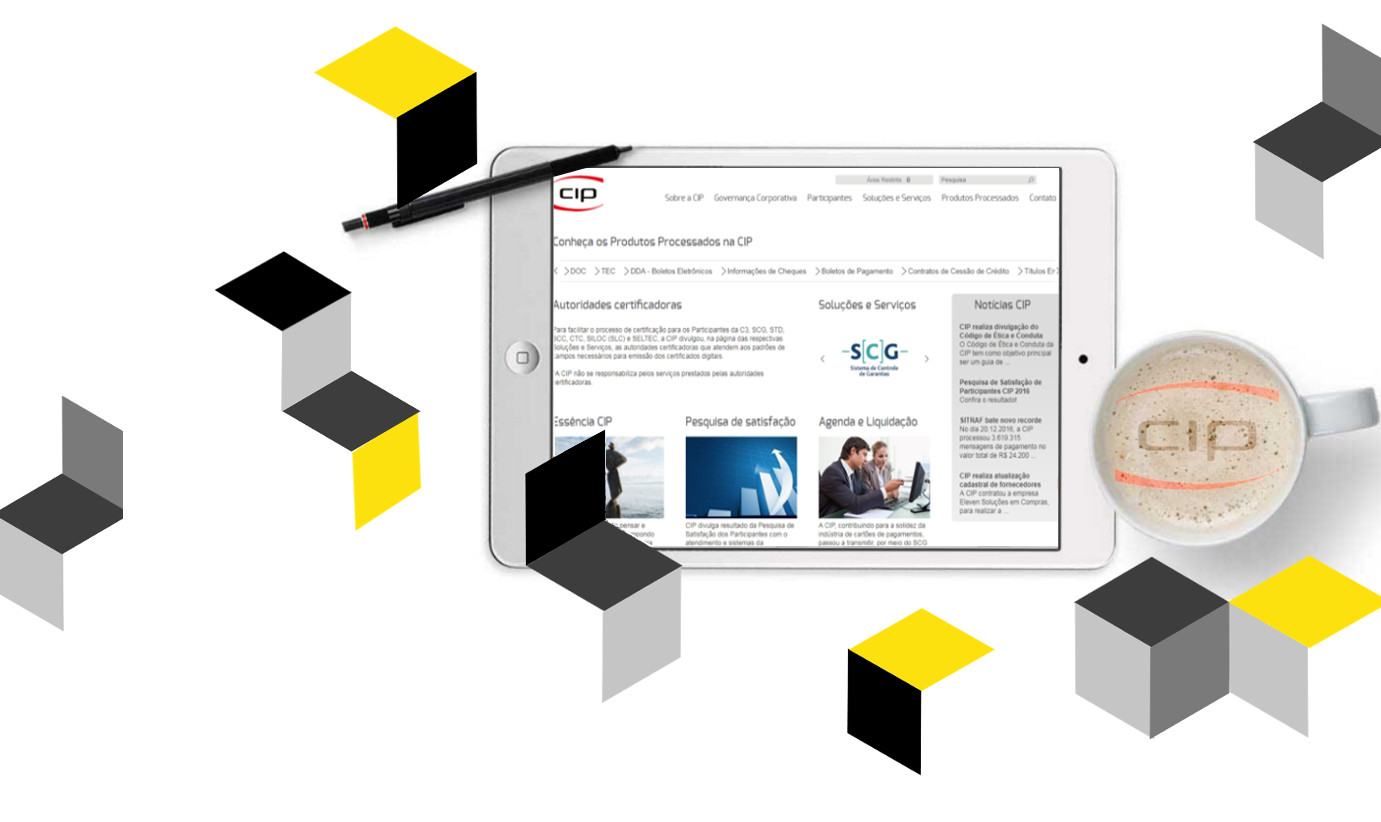 cip
Área Restrita
Pesquisa
Sobre a CIP
Governança Corporativa
Participantes
Soluções e Serviços
Produtos Processados
Contato
Conheça os Produtos Processados na CIP
DOC
TEC
DDA - Boletos Eletrônicos
Informações de Cheques
Boletos de Pagamento
Contratos de Cessão de Crédito
Títulos
Autoridades certificadoras
Para facilitar o processo de certificação para os Participantes da C3, SCG, STD,
SCC, CTC, SILOC (SLC) e SELTEC, a CIP divulgou, na página das respectivas
Soluções e Serviços, as autoridades certificadoras que atendem aos padrões de
campos necessários para emissão dos certificados digitais.
A CIP não se responsabiliza pelos serviços prestados pelas autoridades
certificadoras.
Soluções e Serviços
S[C]G
Sistema de Controle
de Garantias
Notícias CIP
CIP realiza divulgação do
Código de Ética e Conduta
O Código de Ética e Conduta da
CIP tem como objetivo principal
ser um guia de ...
Pesquisa de Satisfação de
Participantes CIP 2016
Confira o resultado!
SITRAF bate novo recorde
No dia 20.12.2016, a CIP
processou 3.619.315
mensagens de pagamento no
valor total de R$ 24.200 ...
CIP realiza atualização
cadastral de fornecedores
A CIP contratou a empresa
Eleven Soluções em Compras,
para realizar a ...
Essência CIP
pensar e
Pesquisa de satisfação
CIP divulga resultado da Pesquisa de
Satisfação dos Participantes com o
atendimento e sistemas da
Agenda e Liquidação
A CIP, contribuindo para a solidez da
indústria de cartões de pagamentos,
passou a transmitir, por meio do SCG
cip